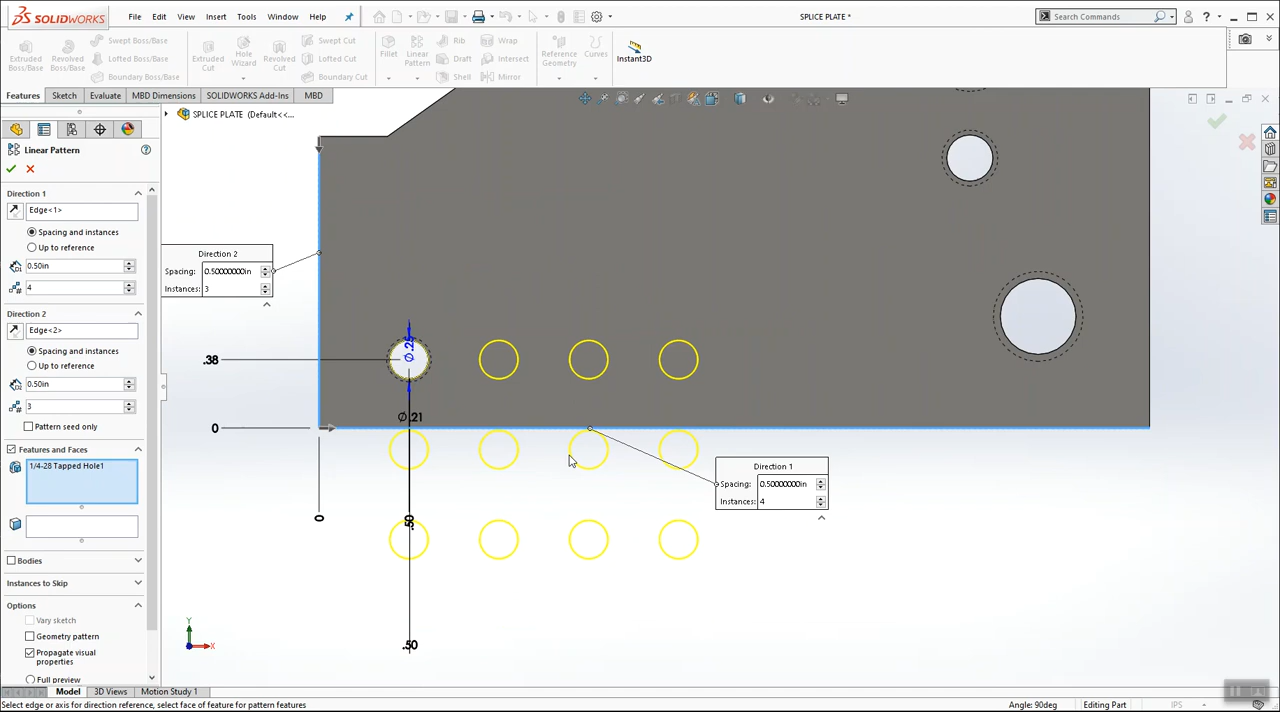 SOLIDWORKS
File
Edit
View
Insert
Tools
Window
Help
SPLICE PLATE *
Search Commands
Extruded Boss/Base
Revolved Boss/Base
Swept Boss/Base
Lofted Boss/Base
Boundary Boss/Base
Extruded Cut
Hole Wizard
Revolved Cut
Swept Cut
Lofted Cut
Boundary Cut
Fillet
Linear Pattern
Rib
Draft
Shell
Wrap
Intersect
Mirror
Reference Geometry
Curves
Instant3D
Features
Sketch
Evaluate
MBD Dimensions
SOLIDWORKS Add-Ins
MBD
SPLICE PLATE (Default<<...
Linear Pattern
Direction 1
Edge<1>
Spacing and instances
Up to reference
0.50in
4
Direction 2
Edge<2>
Spacing and instances
Up to reference
0.50in
3
Pattern seed only
Features and Faces
1/4-28 Tapped Hole1
Bodies
Instances to Skip
Options
Vary sketch
Geometry pattern
Propagate visual properties
Full preview
Direction 2
Spacing: 0.50000000in
Instances: 3
Ø.25
.38
Ø.21
0
0
.50
.50
Direction 1
Spacing: 0.50000000in
Instances: 4
Y
X
Model
3D Views
Motion Study 1
Select edge or axis for direction reference, select face of feature for pattern features
Angle: 90deg
Editing Part
IPS